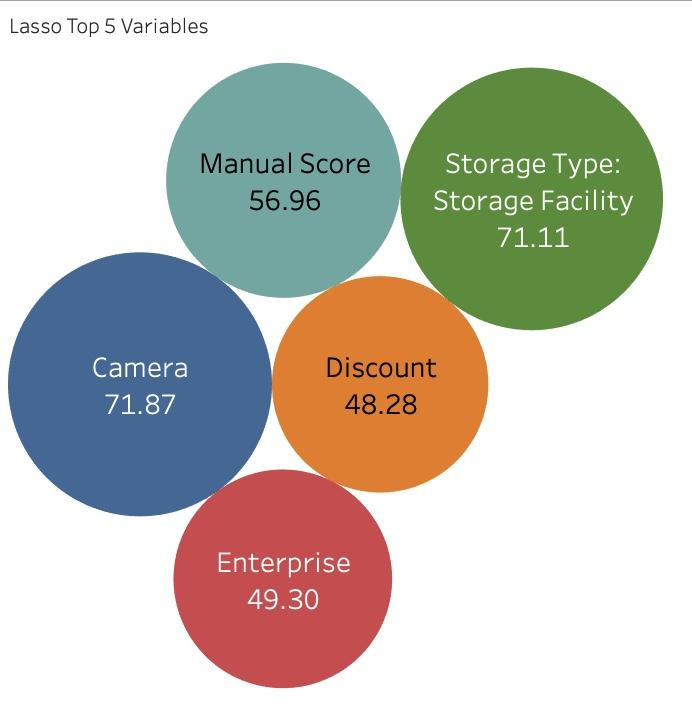 Lasso Top 5 Variables
Manual Score
56.96
Storage Type:
Storage Facility
71.11
Camera
71.87
Discount
48.28
Enterprise
49.30